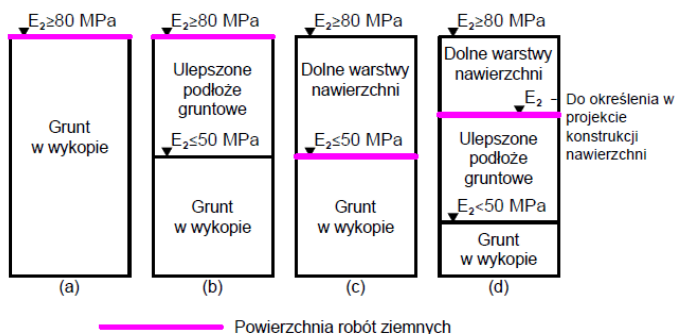 E₂≥80 MPa
Grunt
w wykopie
(a)
E₂≥80 MPa
Ulepszone
podłoże
gruntowe
E₂≤50 MPa
Grunt
w wykopie
(b)
E₂≥80 MPa
Dolne warstwy
nawierzchni
E₂≤50 MPa
Grunt
w wykopie
(c)
E₂≥80 MPa
Dolne warstwy
nawierzchni
E₂ - Do określenia w
projekcie
konstrukcji
nawierzchni
Ulepszone
podłoże
gruntowe
E₂<50 MPa
Grunt
w wykopie
(d)
Powierzchnia robót ziemnych